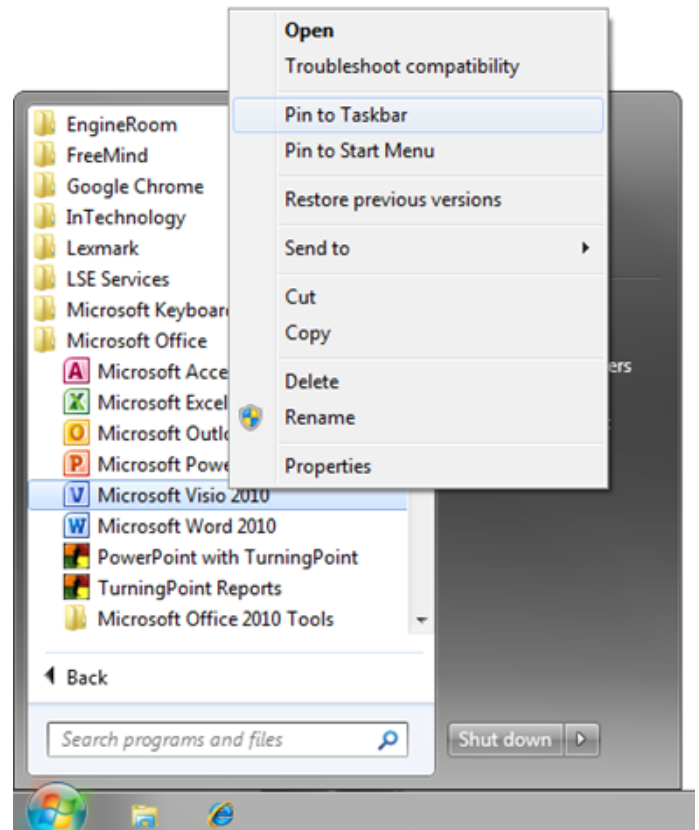 Open
Troubleshoot compatibility
Pin to Taskbar
Pin to Start Menu
Restore previous versions
Send to
Cut
Copy
Delete
Rename
Properties
EngineRoom
FreeMind
Google Chrome
InTechnology
Lexmark
LSE Services
Microsoft Keyboar
Microsoft Office
A Microsoft Acce
X Microsoft Excel
O Microsoft Outlo
P Microsoft Powe
V Microsoft Visio 2010
W Microsoft Word 2010
PowerPoint with TurningPoint
TurningPoint Reports
Microsoft Office 2010 Tools
Back
Search programs and files
Shut down
ers